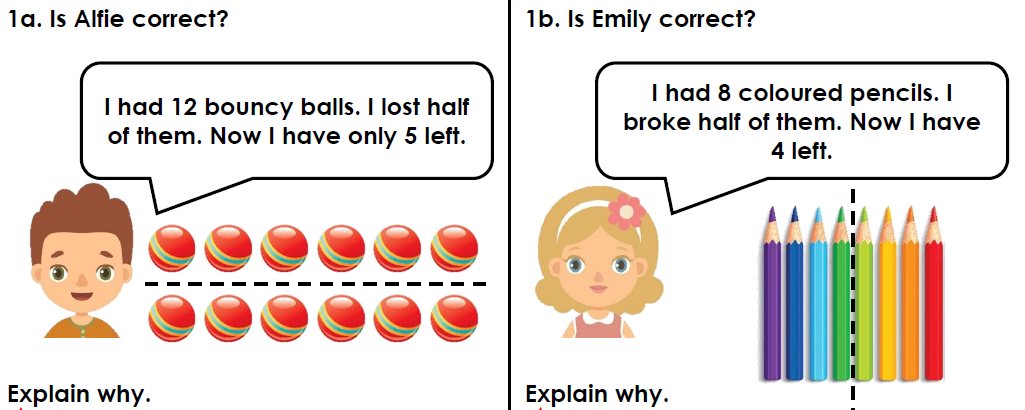 1a. Is Alfie correct?
I had 12 bouncy balls. I lost half
of them. Now I have only 5 left.
Explain why.
1b. Is Emily correct?
I had 8 coloured pencils. I
broke half of them. Now I have
4 left.
Explain why.